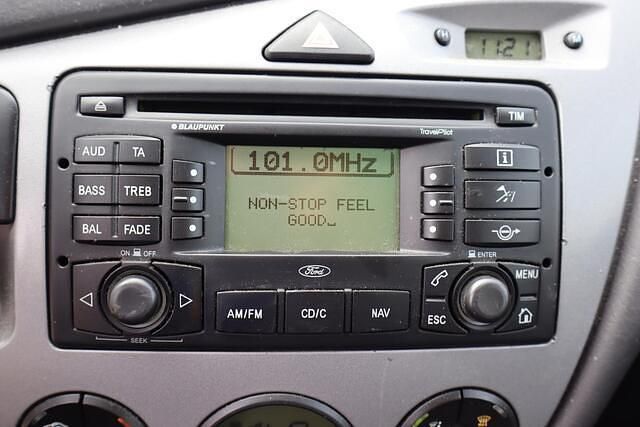 H
11:21
M
TIM
BLAUPUNKT
TravelPilot
AUD
TA
101.0MHz
i
BASS
TREB
NON-STOP FEEL
GOOD
BAL
FADE
ON OFF
Ford
ENTER
MENU
AM/FM
CD/C
NAV
ESC
SEEK